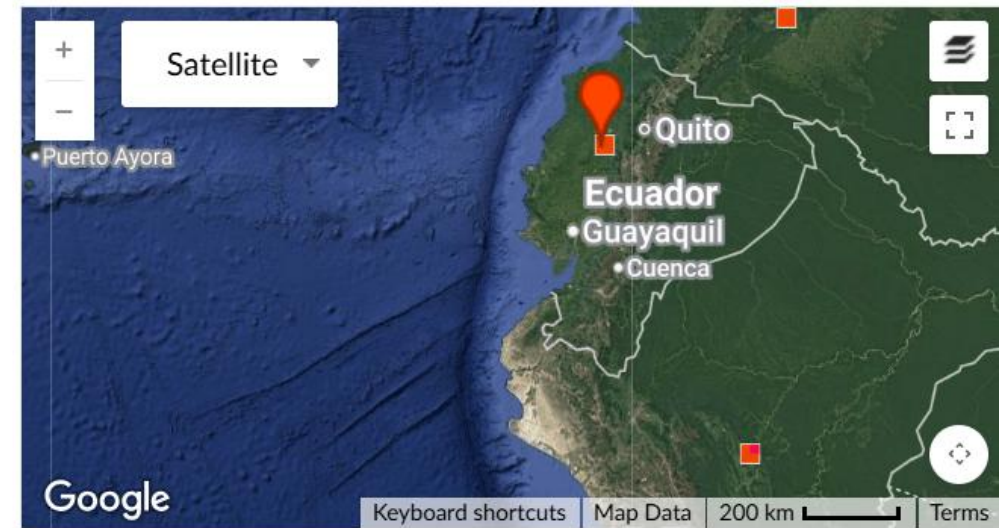 +
Satellite
−
Quito
Puerto Ayora
Ecuador
Guayaquil
Cuenca
Google
Keyboard shortcuts
Map Data
200 km
Terms